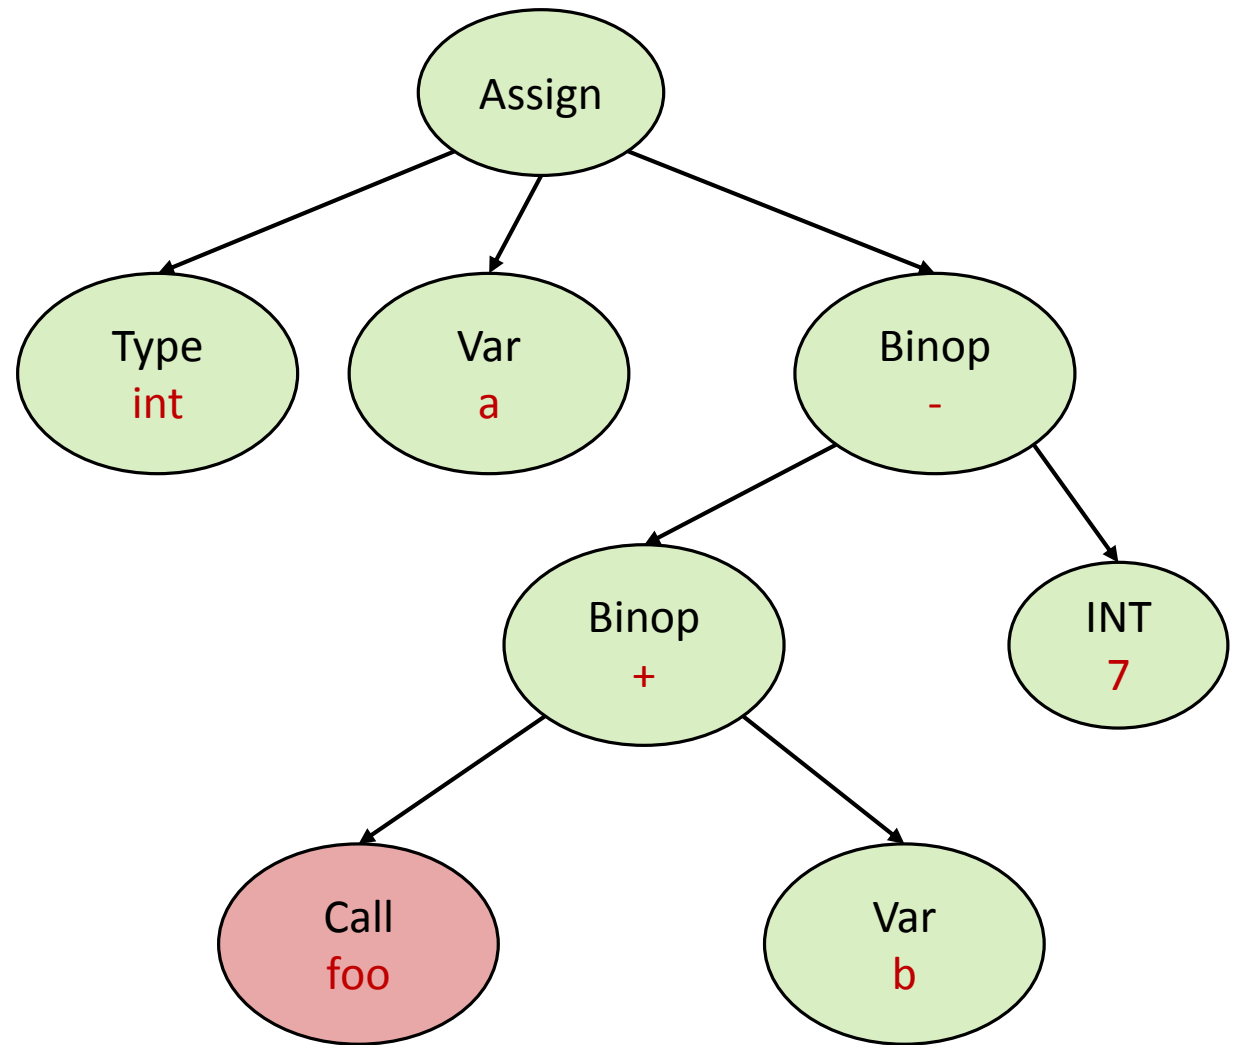 Assign
Type
int
Var
a
Binop
-
Binop
+
INT
7
Call
foo
Var
b